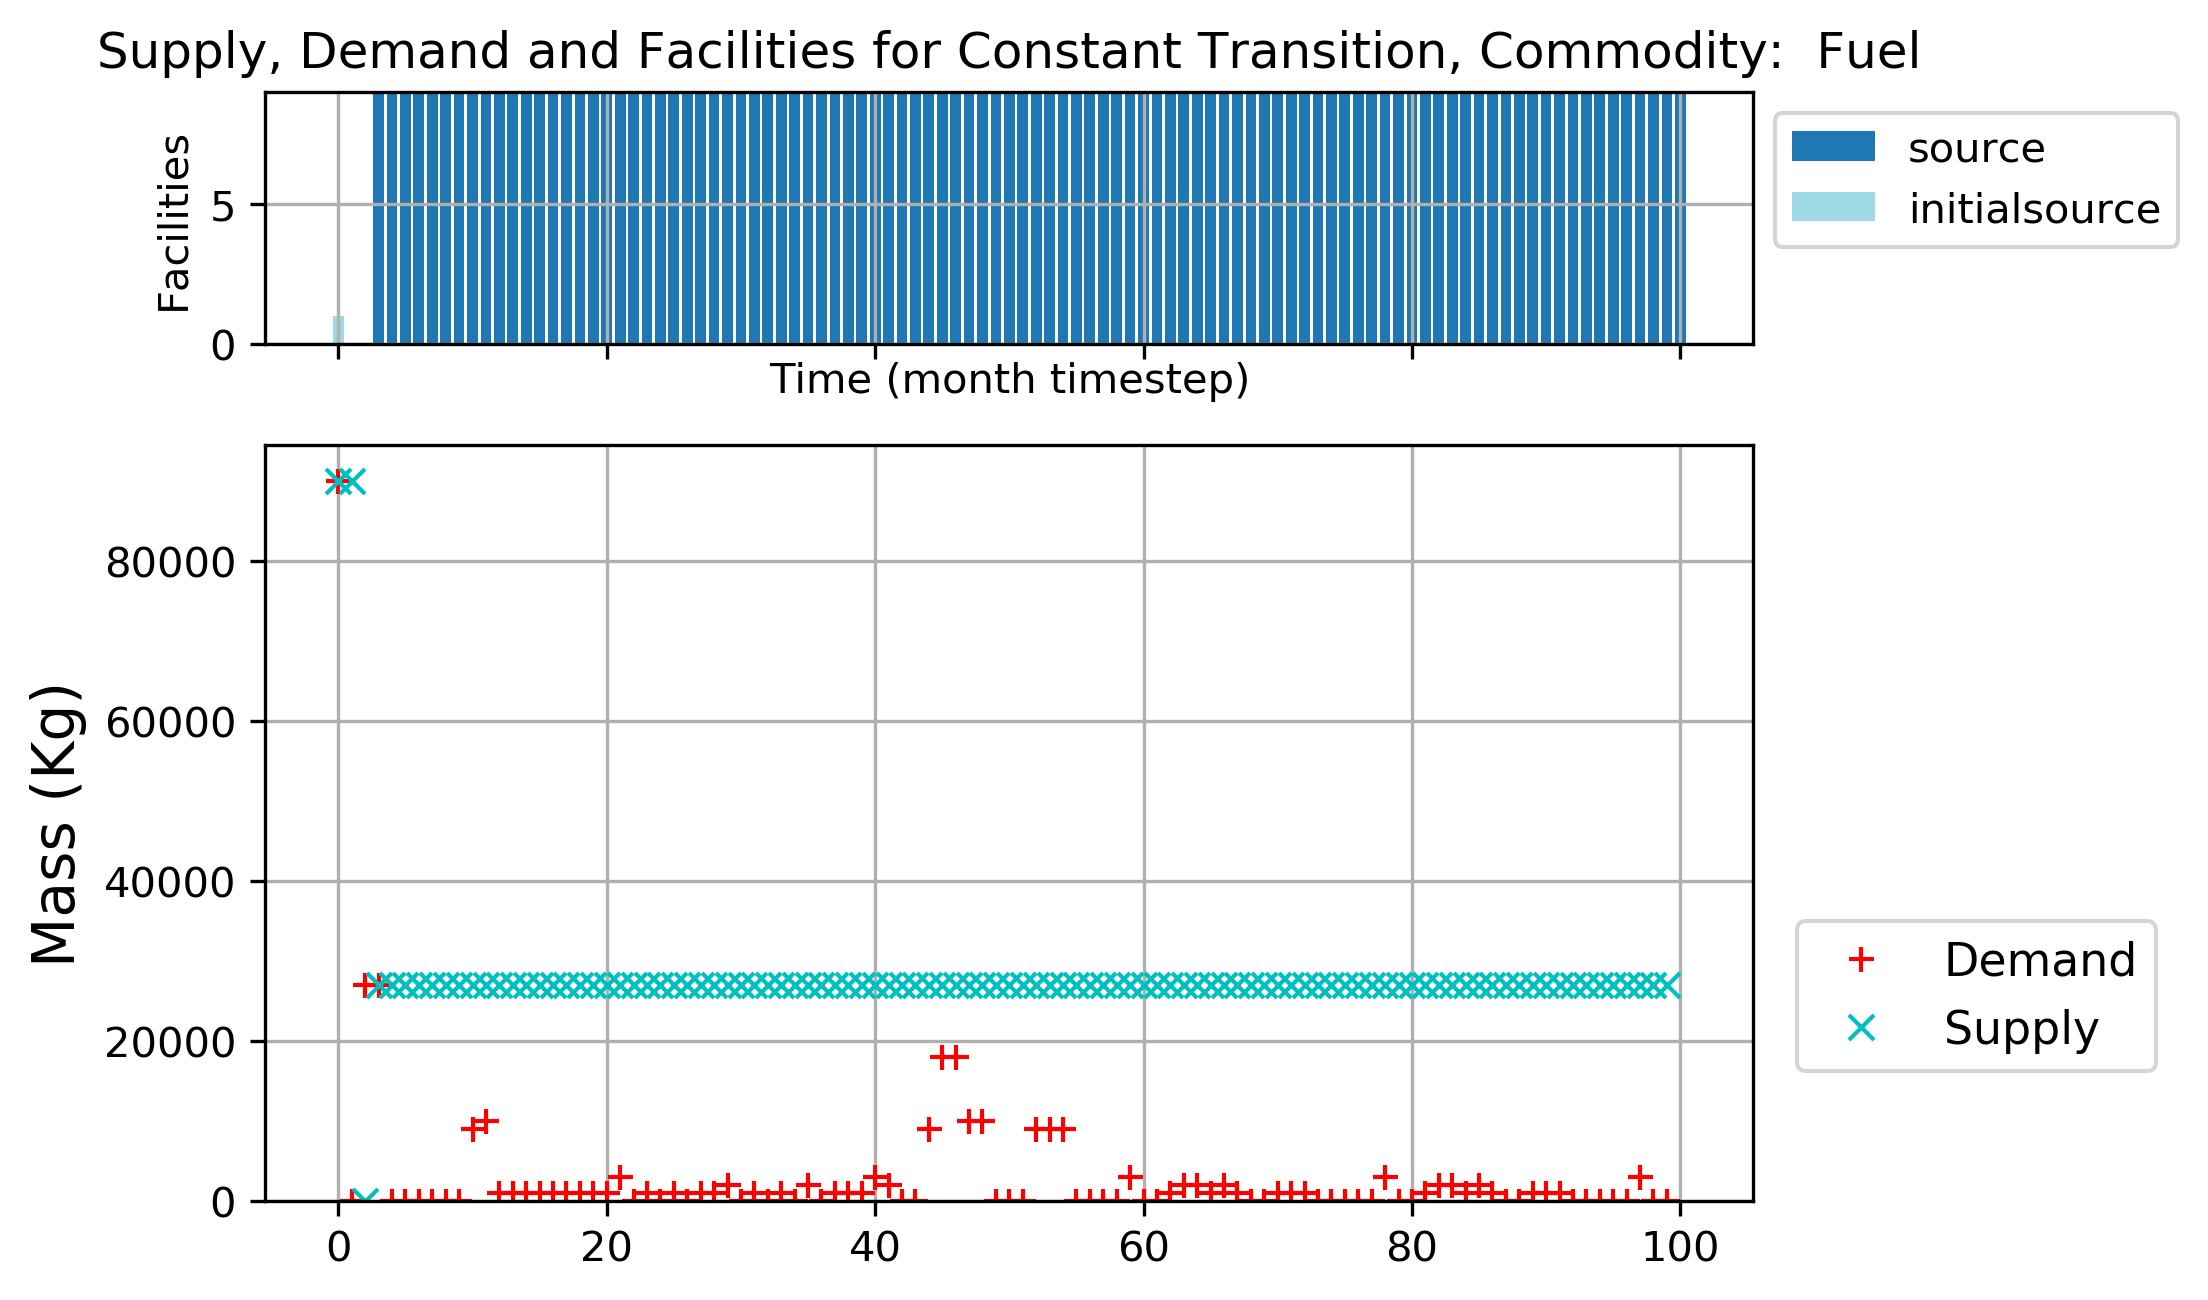 Supply, Demand and Facilities for Constant Transition, Commodity:  Fuel
Facilities
5
0
source
initialsource
Time (month timestep)
Mass (Kg)
80000
60000
40000
20000
0
Demand
Supply
0 20 40 60 80 100